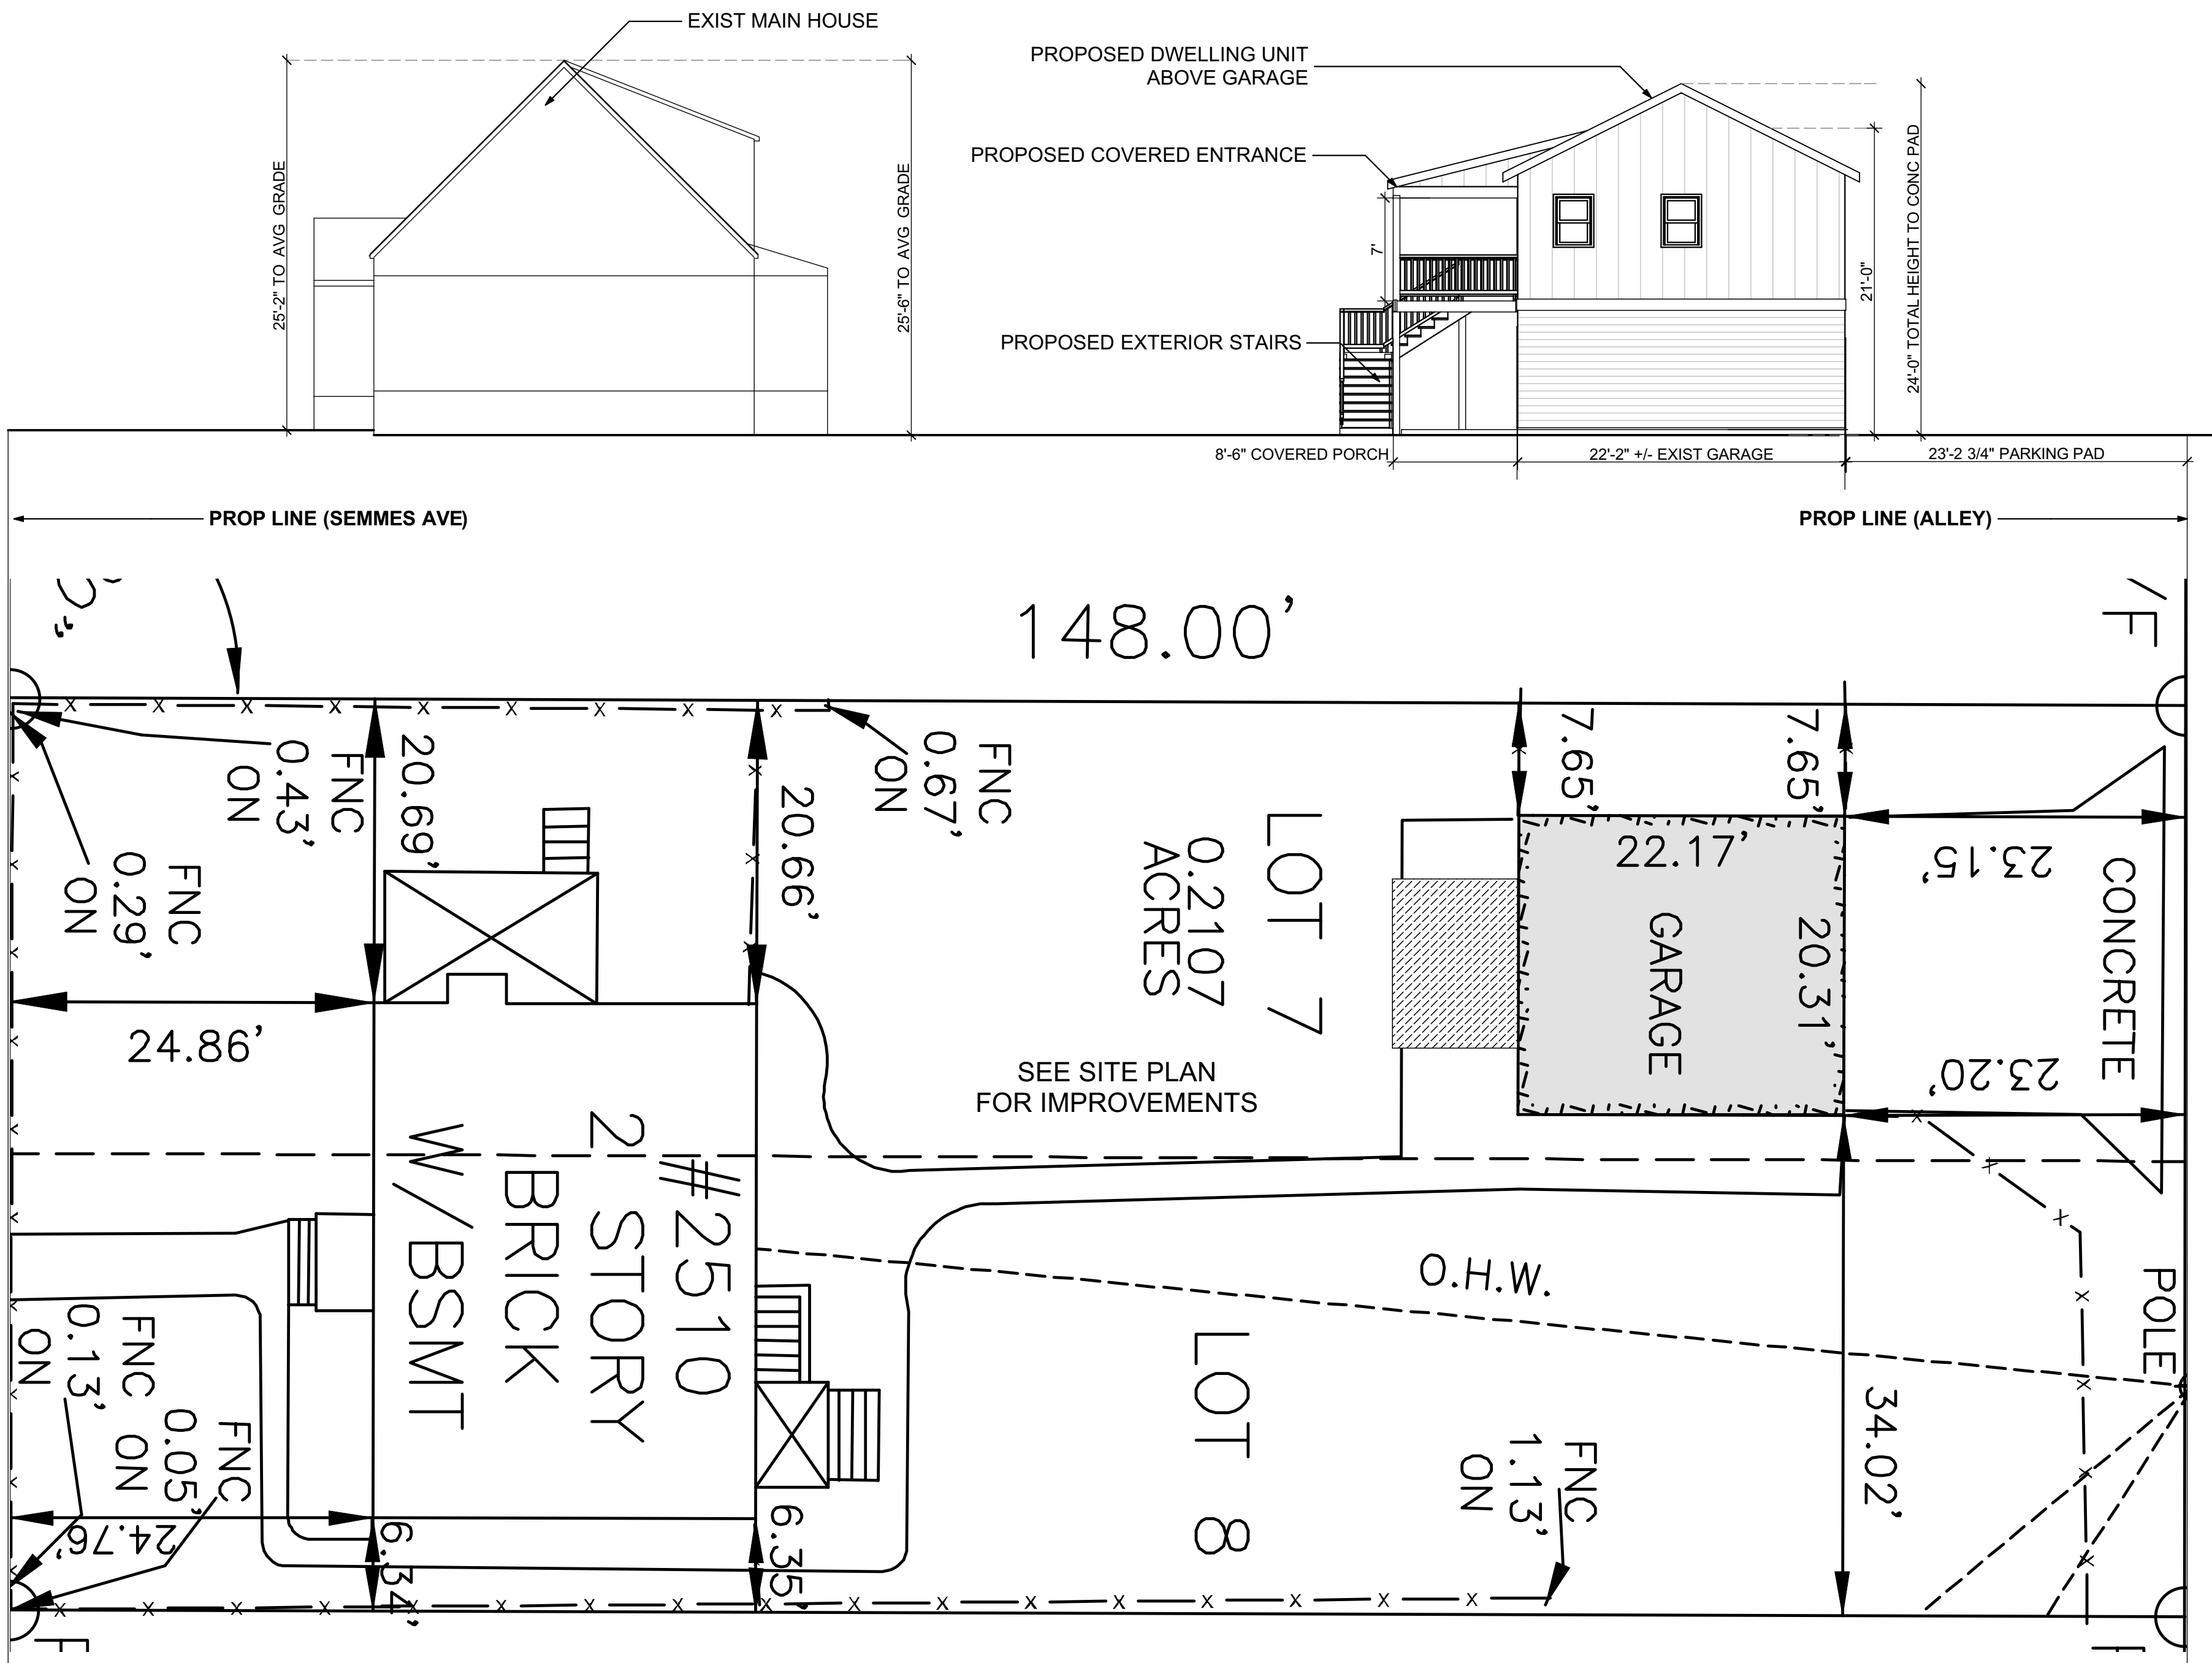 EXIST MAIN HOUSE
PROPOSED DWELLING UNIT
ABOVE GARAGE
PROPOSED COVERED ENTRANCE
PROPOSED EXTERIOR STAIRS
25'-2" TO AVG GRADE
25'-6" TO AVG GRADE
7'
21'-0"
24'-0" TOTAL HEIGHT TO CONC PAD
8'-6" COVERED PORCH
22'-2" +/- EXIST GARAGE
23'-2 3/4" PARKING PAD
PROP LINE (SEMMES AVE)
PROP LINE (ALLEY)
148.00'
FNC
0.43'
ON
FNC
0.29'
ON
20.69'
20.66'
FNC
0.67'
ON
LOT 7
0.2107
ACRES
7.65'
7.65'
22.17'
GARAGE
20.31'
23.15'
23.20'
CONCRETE
24.86'
SEE SITE PLAN
FOR IMPROVEMENTS
#2510
2 STORY
BRICK
W/BSMT
O.H.W.
POLE
LOT 8
34.02'
FNC
1.13'
ON
FNC
0.13'
ON
FNC
0.05'
ON
24.76'
6.34'
6.35'